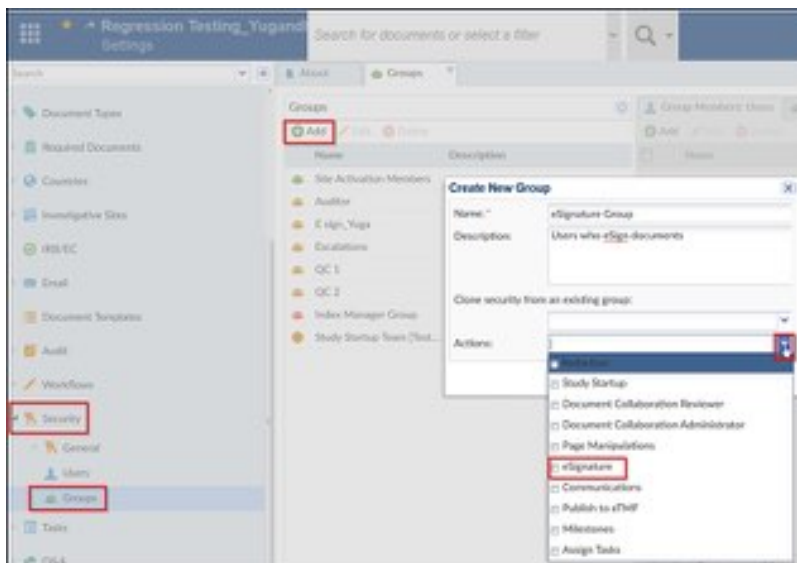 Regression Testing_Yugandh
Settings
Search for documents or select a filter
Search
About
Groups
Document Types
Required Documents
Countries
Investigative Sites
IRB/EC
Email
Document Templates
Audit
Workflows
Security
General
Users
Groups
Tasks
Q&A
Groups
Add
Edit
Delete
Name
Description
Site Activation Members
Auditor
E sign_Yuga
Escalations
QC 1
QC 2
Index Manager Group
Study Startup Team [Test...
Group Members: Users
Add
Name
Create New Group
Name: *
eSignature Group
Description:
Users who eSign documents
Clone security from an existing group:
Actions:
Redaction
Study Startup
Document Collaboration Reviewer
Document Collaboration Administrator
Page Manipulations
eSignature
Communications
Publish to eTMF
Milestones
Assign Tasks